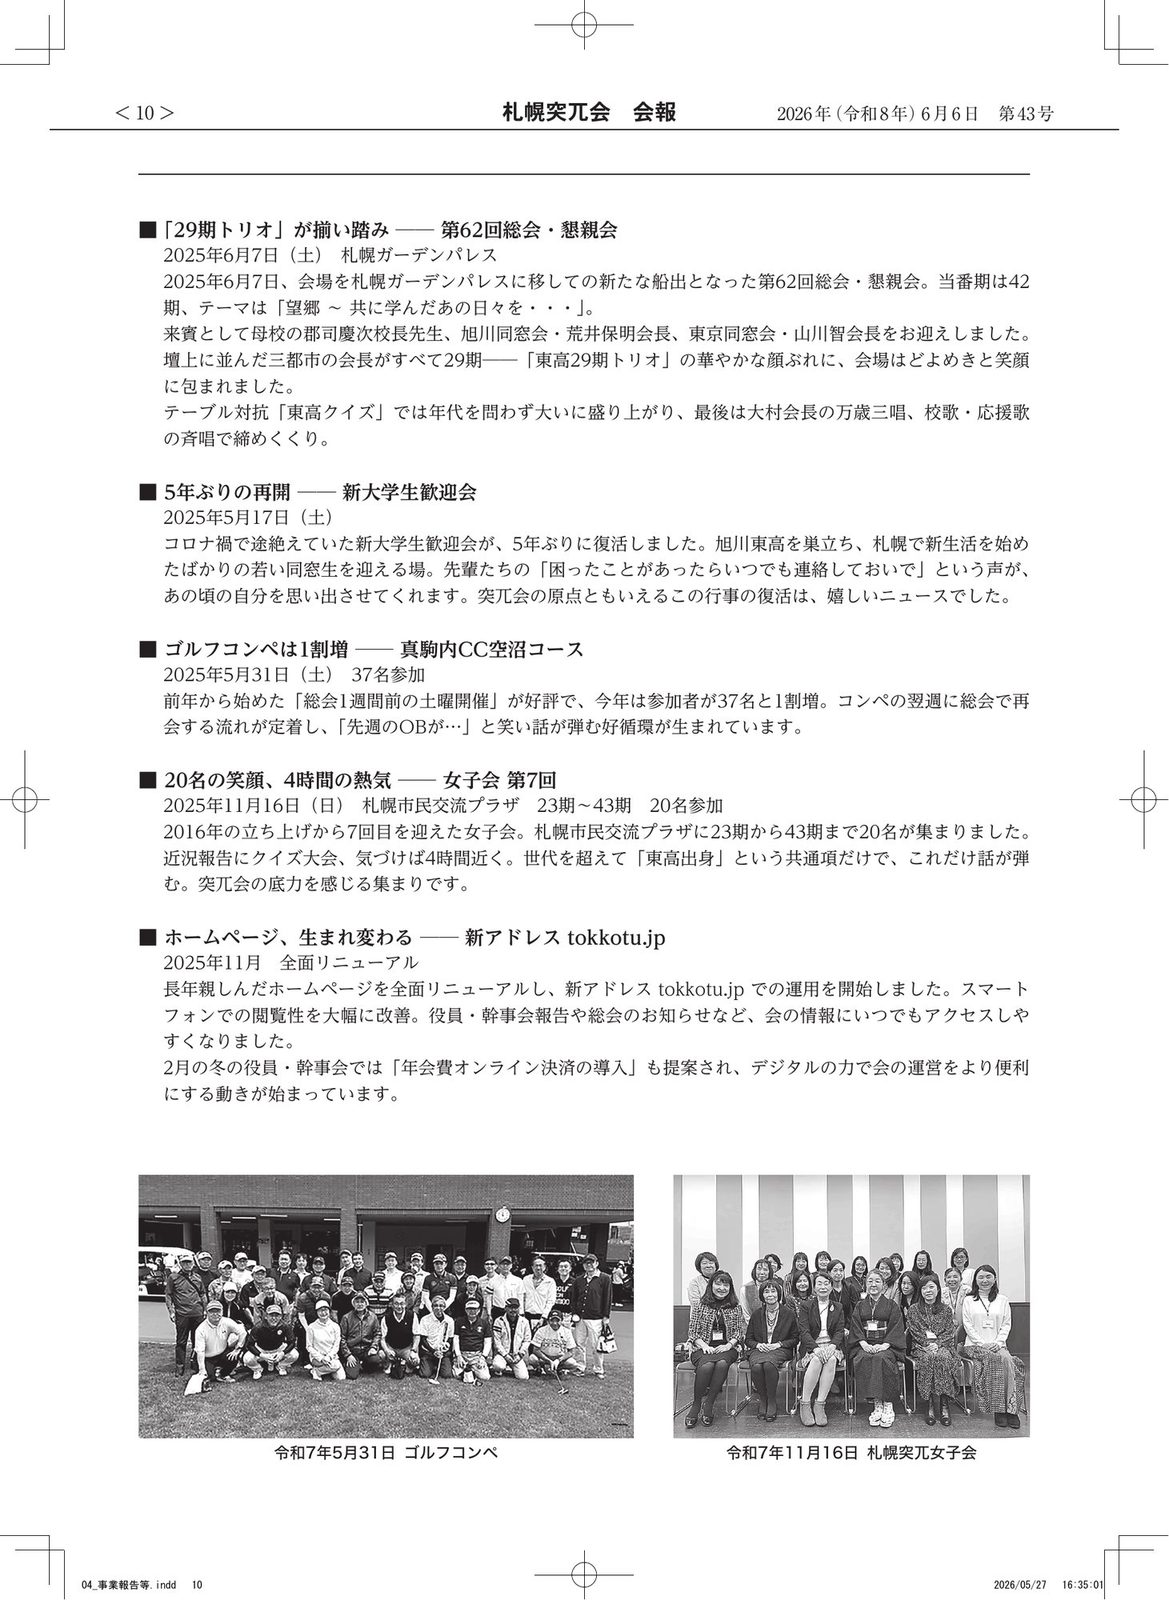 ＜10＞
札幌突兀会　会報
2026年（令和8年）6月6日　第43号
■「29期トリオ」が揃い踏み ―― 第62回総会・懇親会
2025年6月7日（土）　札幌ガーデンパレス
2025年6月7日、会場を札幌ガーデンパレスに移しての新たな船出となった第62回総会・懇親会。当番期は42
期、テーマは「望郷 ～ 共に学んだあの日々を・・・」。
来賓として母校の郡司慶次校長先生、旭川同窓会・荒井保明会長、東京同窓会・山川智会長をお迎えしました。
壇上に並んだ三都市の会長がすべて29期――「東高29期トリオ」の華やかな顔ぶれに、会場はどよめきと笑顔
に包まれました。
テーブル対抗「東高クイズ」では年代を問わず大いに盛り上がり、最後は大村会長の万歳三唱、校歌・応援歌
の斉唱で締めくくり。
■ 5年ぶりの再開 ―― 新大学生歓迎会
2025年5月17日（土）
コロナ禍で途絶えていた新大学生歓迎会が、5年ぶりに復活しました。旭川東高を巣立ち、札幌で新生活を始め
たばかりの若い同窓生を迎える場。先輩たちの「困ったことがあったらいつでも連絡しておいで」という声が、
あの頃の自分を思い出させてくれます。突兀会の原点ともいえるこの行事の復活は、嬉しいニュースでした。
■ ゴルフコンペは1割増 ―― 真駒内CC空沼コース
2025年5月31日（土）　37名参加
前年から始めた「総会1週間前の土曜開催」が好評で、今年は参加者が37名と1割増。コンペの翌週に総会で再
会する流れが定着し、「先週のOBが…」と笑い話が弾む好循環が生まれています。
■ 20名の笑顔、4時間の熱気 ―― 女子会 第7回
2025年11月16日（日）　札幌市民交流プラザ　23期～43期　20名参加
2016年の立ち上げから7回目を迎えた女子会。札幌市民交流プラザに23期から43期まで20名が集まりました。
近況報告にクイズ大会、気づけば4時間近く。世代を超えて「東高出身」という共通項だけで、これだけ話が弾
む。突兀会の底力を感じる集まりです。
■ ホームページ、生まれ変わる ―― 新アドレス tokkotu.jp
2025年11月　全面リニューアル
長年親しんだホームページを全面リニューアルし、新アドレス tokkotu.jp での運用を開始しました。スマート
フォンでの閲覧性を大幅に改善。役員・幹事会報告や総会のお知らせなど、会の情報にいつでもアクセスしや
すくなりました。
2月の冬の役員・幹事会では「年会費オンライン決済の導入」も提案され、デジタルの力で会の運営をより便利
にする動きが始まっています。
令和7年5月31日 ゴルフコンペ
令和7年11月16日 札幌突兀女子会
04_事業報告等.indd　10
2026/05/27　16:35:01